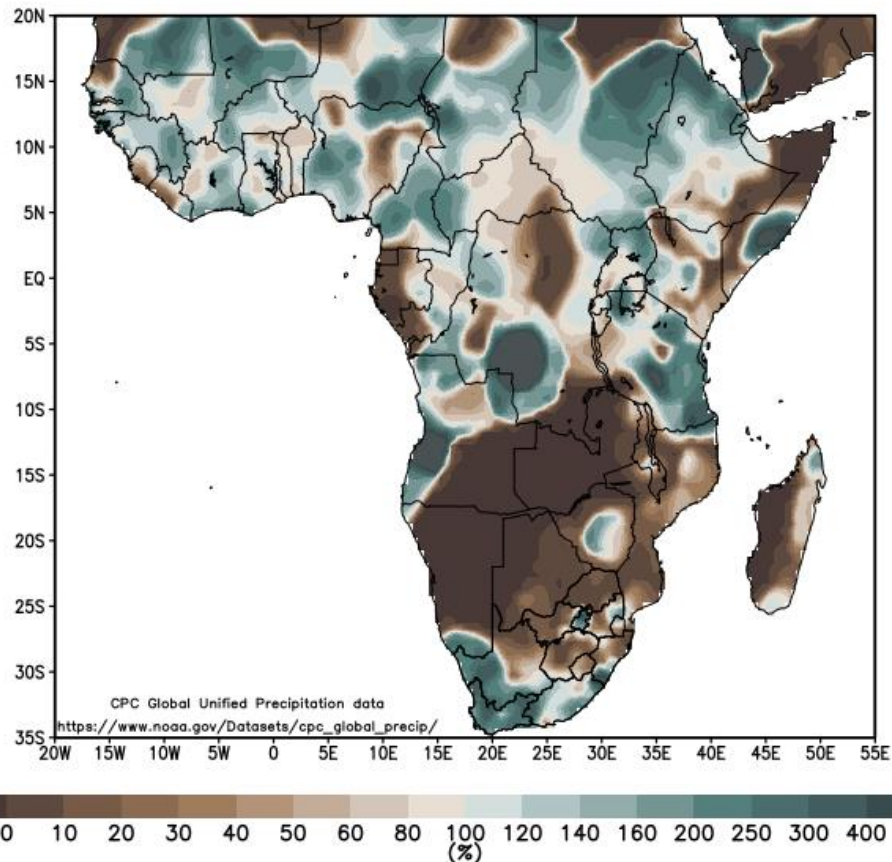 20N
15N
10N
5N
EQ
5S
10S
15S
20S
25S
30S
CPC Global Unified Precipitation data
https://www.noaa.gov/Datasets/cpc_global_precip/
35S
20W 15W 10W 5W 0 5E 10E 15E 20E 25E 30E 35E 40E 45E 50E 55E
0 10 20 30 40 50 60 80 100 120 140 160 200 250 300 400
(%)